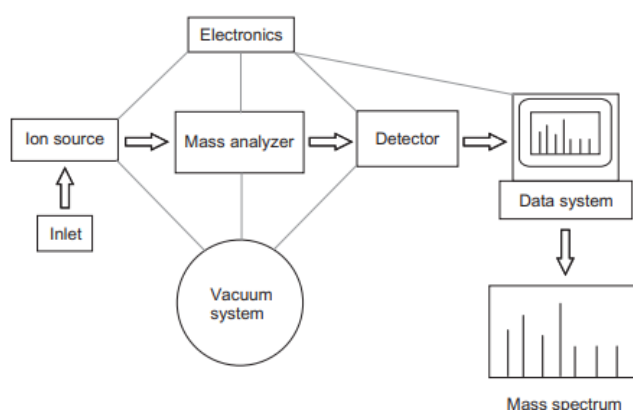 Electronics
Ion source
Mass analyzer
Detector
Data system
Inlet
Vacuum
system
Mass spectrum